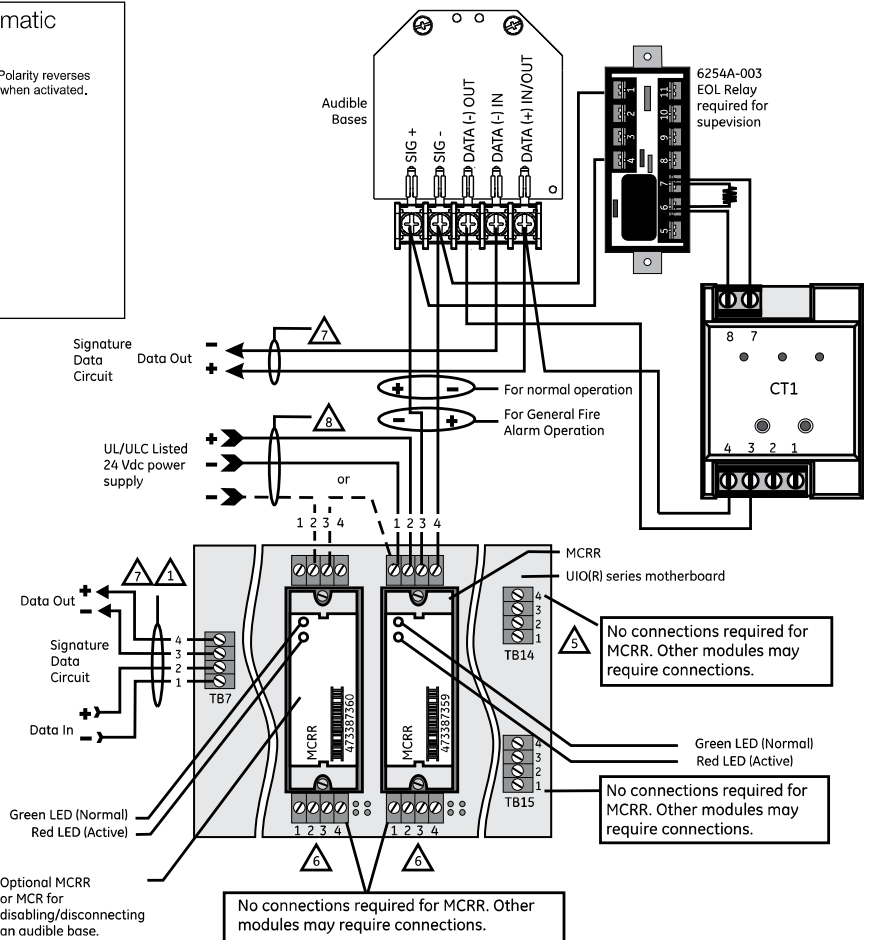 matic
Polarity reverses
when activated.
Audible
Bases
SIG +
SIG -
DATA (-) OUT
DATA (-) IN
DATA (+) IN/OUT
6254A-003
EOL Relay
required for
supevision
1
2
3
4
11
10
9
8
7
6
5
8 7
CT1
4 3 2 1
Signature
Data
Circuit
Data Out
-
+
7
+ -
For normal operation
- +
For General Fire
Alarm Operation
8
UL/ULC Listed
24 Vdc power
supply
+
-
-
or
1 2 3 4
1 2 3 4
MCRR
UIO(R) series motherboard
7
1
Data Out
+
-
Signature
Data
Circuit
Data In
+
-
4
3
2
1
TB7
MCRR
473387360
MCRR
473387359
4
3
2
1
TB14
5
No connections required for
MCRR. Other modules may
require connections.
Green LED (Normal)
Red LED (Active)
4
3
2
1
TB15
No connections required for
MCRR. Other modules may
require connections.
Green LED (Normal)
Red LED (Active)
1 2 3 4
1 2 3 4
6
6
Optional MCRR
or MCR for
disabling/disconnecting
an audible base.
No connections required for MCRR. Other
modules may require connections.